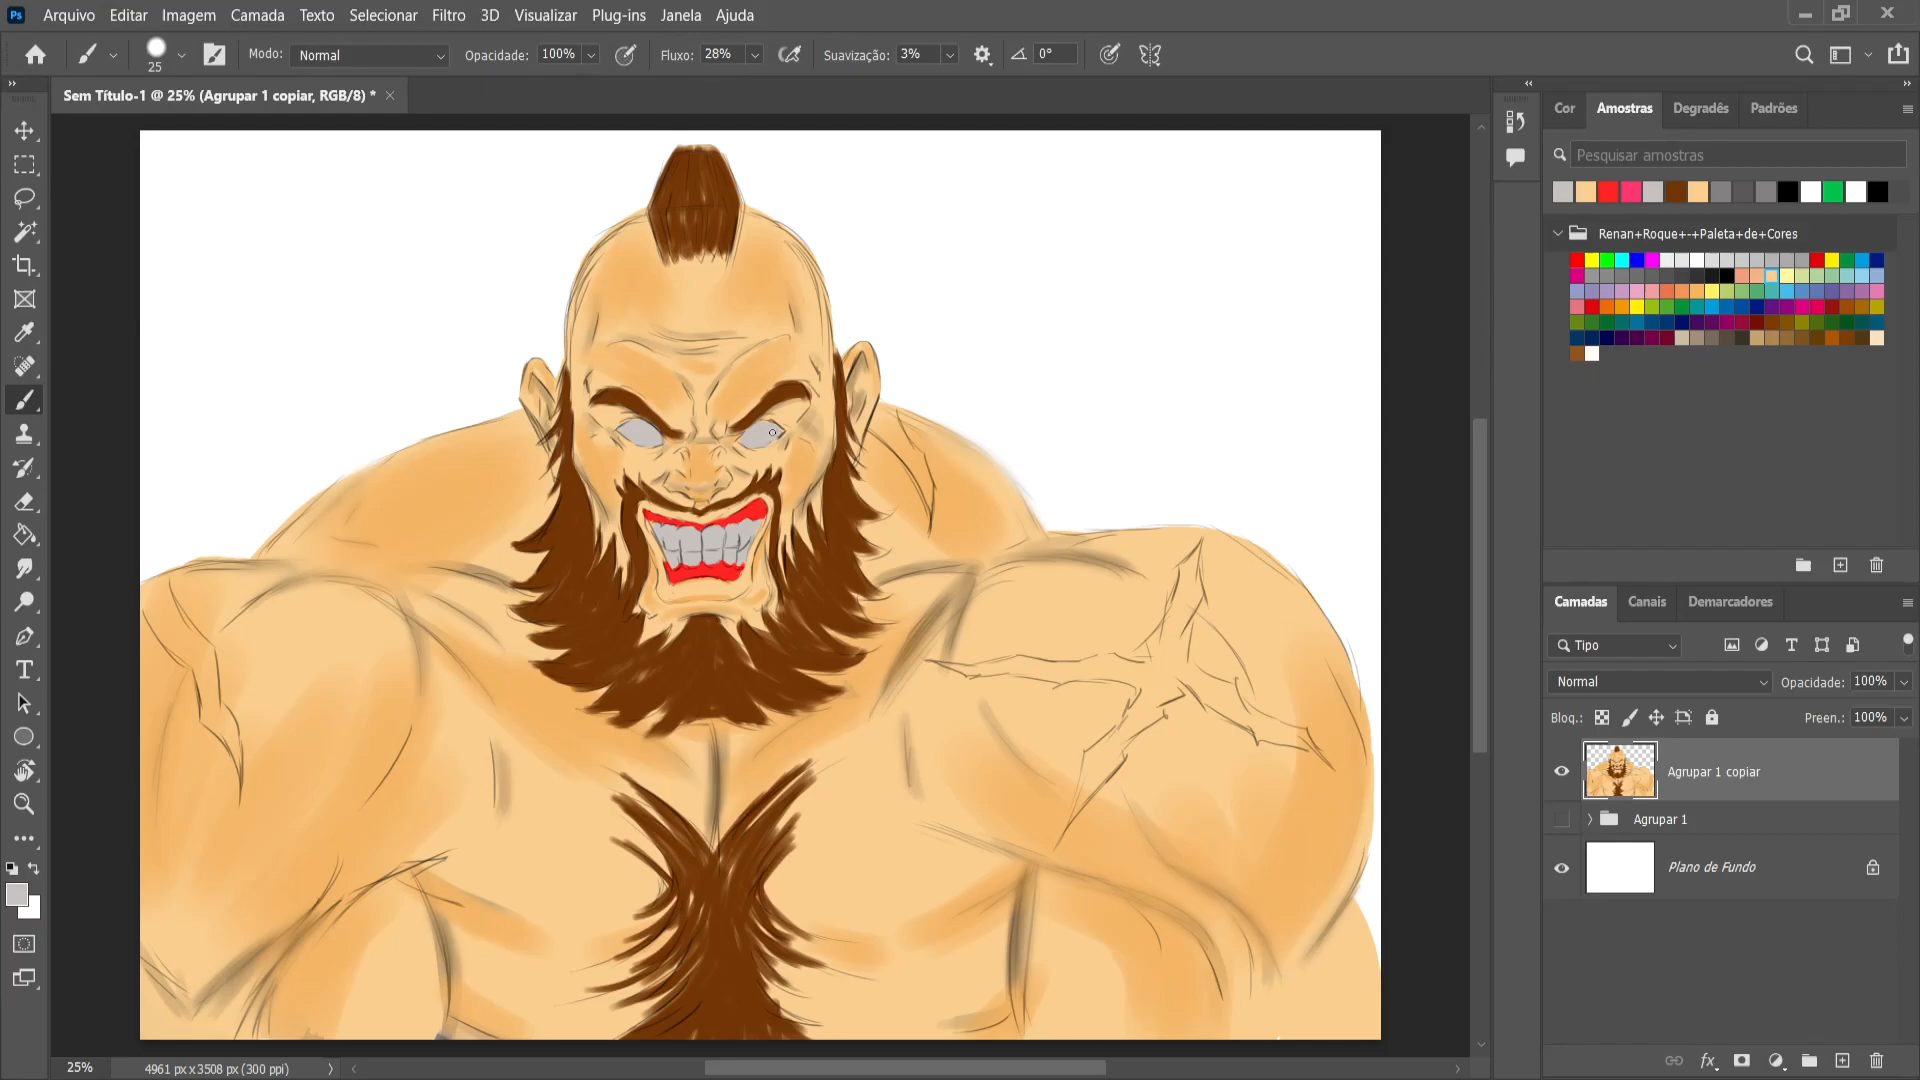 Ps Arquivo Editar Imagem Camada Texto Selecionar Filtro 3D Visualizar Plug-ins Janela Ajuda
25 Modo: Normal Opacidade: 100% Fluxo: 28% Suavização: 3% 0°
Sem Título-1 @ 25% (Agrupar 1 copiar, RGB/8) *
Cor Amostras Degradês Padrões
Pesquisar amostras
Renan+Roque+-+Paleta+de+Cores
Camadas Canais Demarcadores
Tipo
Normal Opacidade: 100%
Bloq.: Preen.: 100%
Agrupar 1 copiar
Agrupar 1
Plano de Fundo
25% 4961 px x 3508 px (300 ppi)
fx